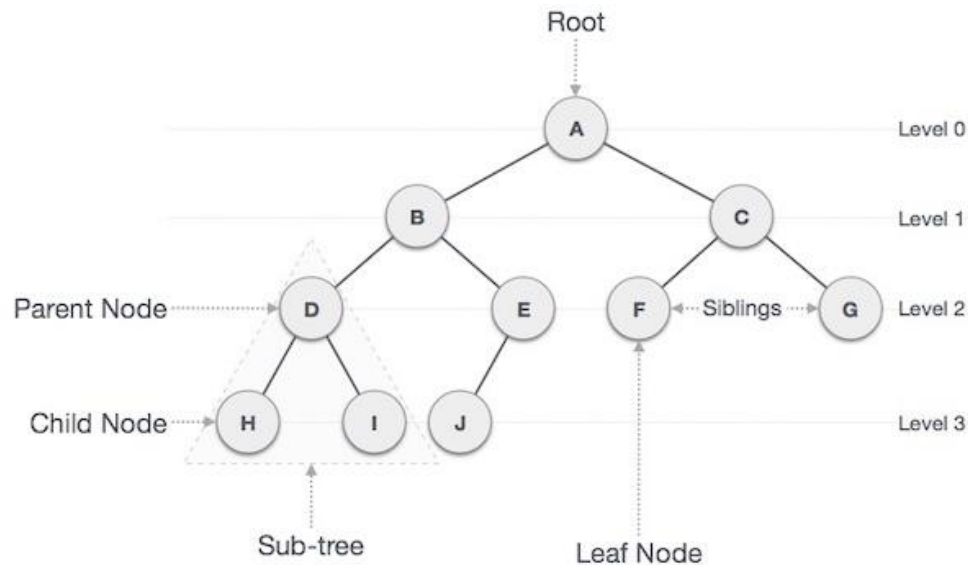 Root
A
Level 0
B
C
Level 1
Parent Node
D
E
F
Siblings
G
Level 2
Child Node
H
I
J
Level 3
Sub-tree
Leaf Node